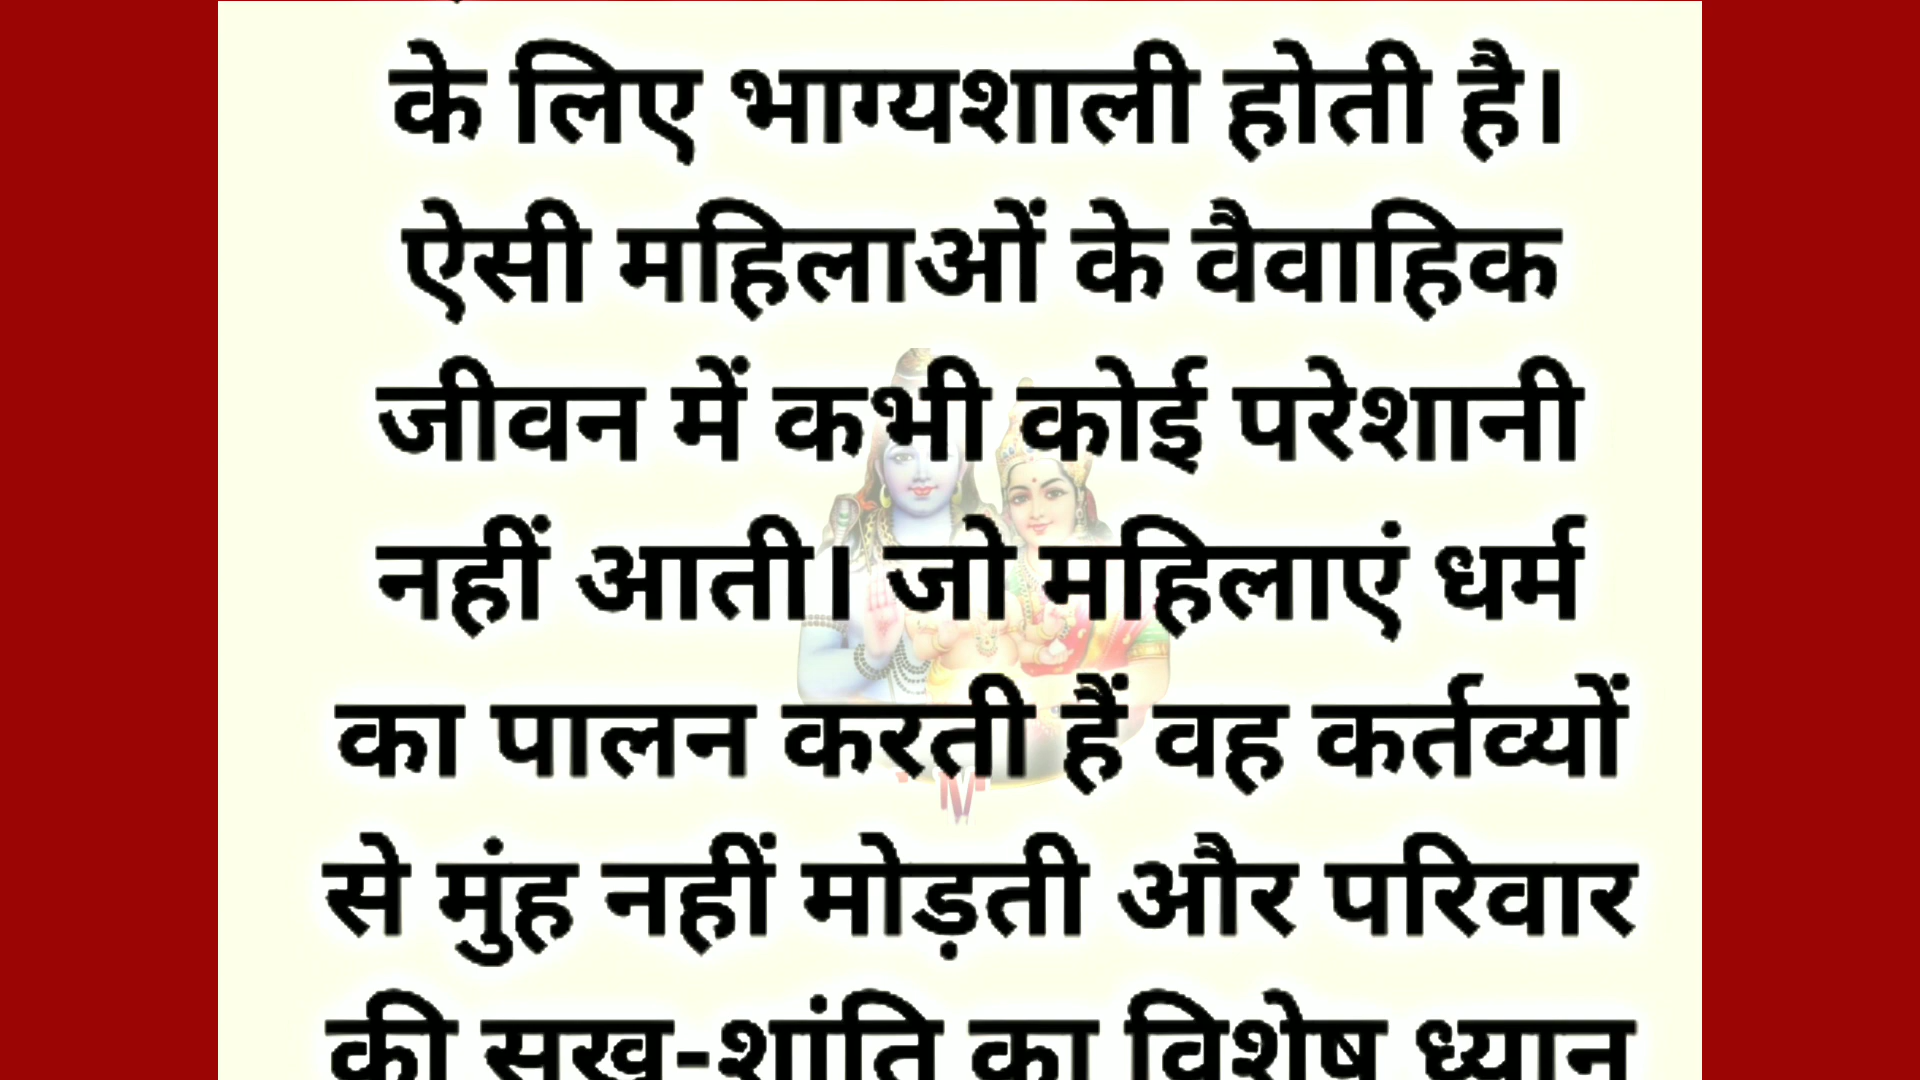 के लिए भाग्यशाली होती है।
ऐसी महिलाओं के वैवाहिक
जीवन में कभी कोई परेशानी
नहीं आती। जो महिलाएं धर्म
का पालन करती हैं वह कर्तव्यों
से मुंह नहीं मोड़ती और परिवार
की सुख-शांति का विशेष ध्यान